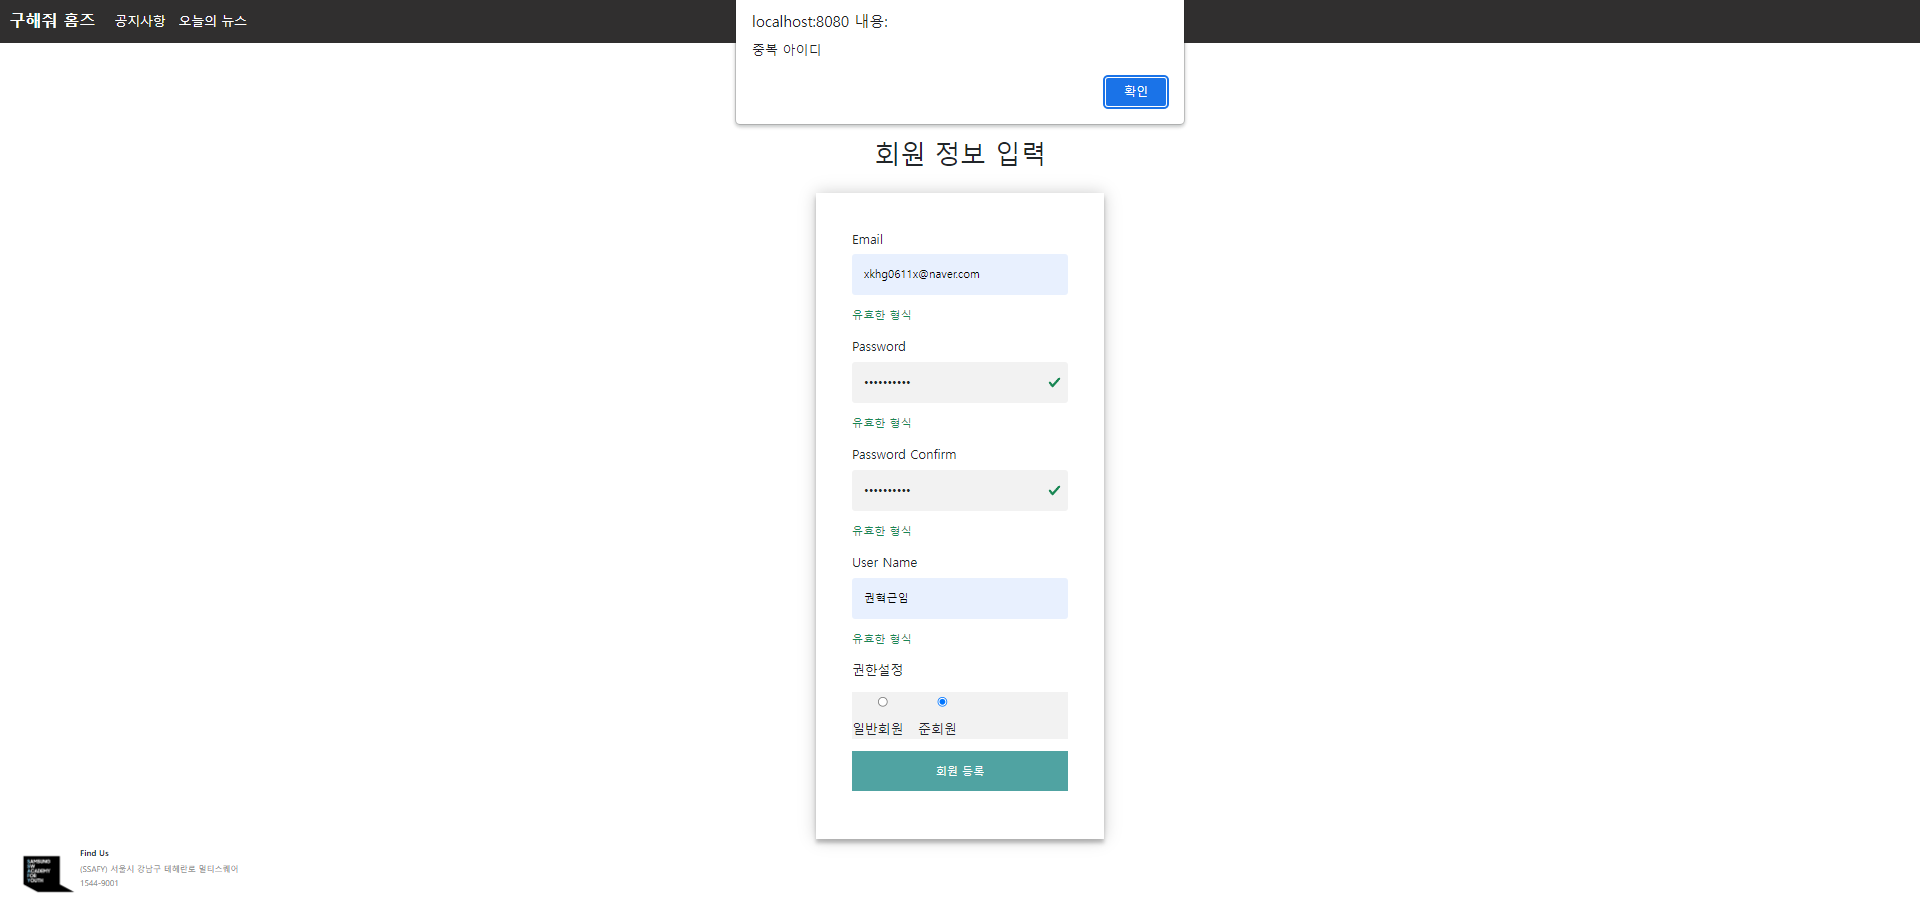 구해줘 홈즈 공지사항 오늘의 뉴스
localhost:8080 내용:
중복 아이디
확인
회원 정보 입력
Email
xkhg0611x@naver.com
유효한 형식
Password
••••••••••
유효한 형식
Password Confirm
••••••••••
유효한 형식
User Name
권혁근임
유효한 형식
권한설정
일반회원 준회원
회원 등록
SAMSUNG
SW
ACADEMY
FOR
YOUTH
Find Us
(SSAFY) 서울시 강남구 테헤란로 멀티스퀘어
1544-9001